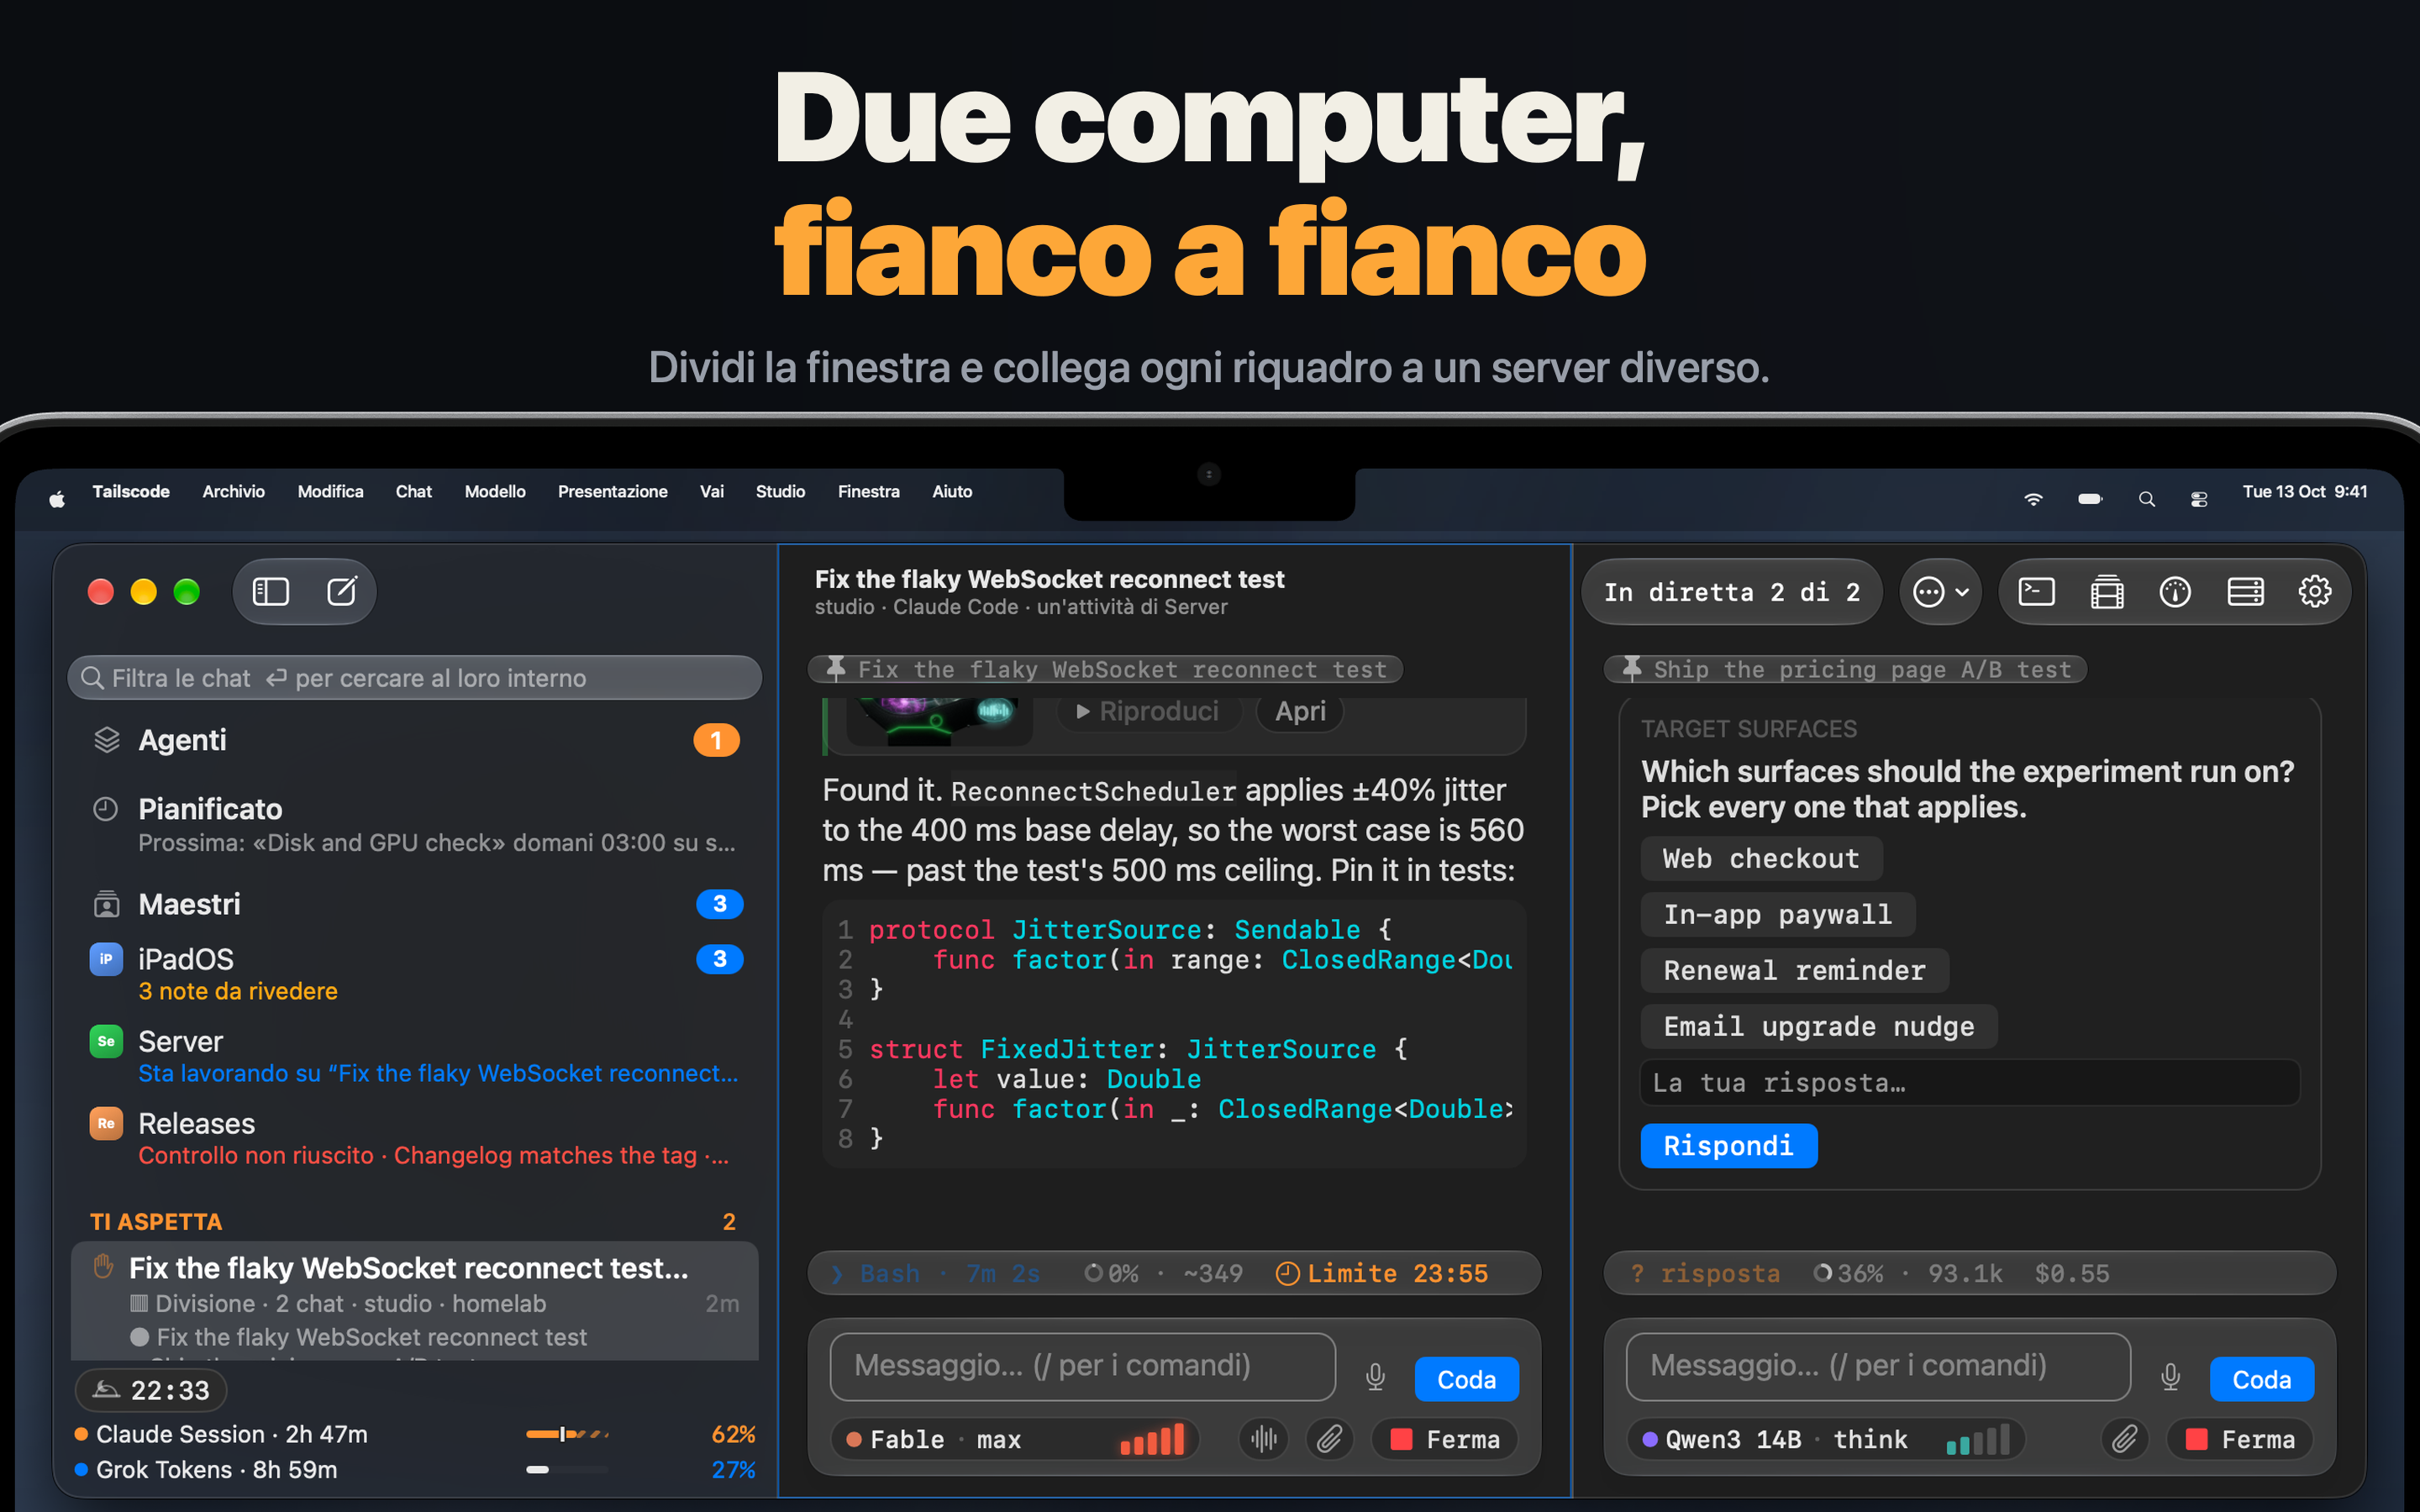 Due computer,
fianco a fianco
Dividi la finestra e collega ogni riquadro a un server diverso.
Tailscode Archivio Modifica Chat Modello Presentazione Vai Studio Finestra Aiuto
Tue 13 Oct 9:41
Filtra le chat ⏎ per cercare al loro interno
Agenti 1
Pianificato
Prossima: «Disk and GPU check» domani 03:00 su s...
Maestri 3
iP iPadOS 3
3 note da rivedere
Se Server
Sta lavorando su “Fix the flaky WebSocket reconnect...
Re Releases
Controllo non riuscito · Changelog matches the tag ·...
TI ASPETTA 2
Fix the flaky WebSocket reconnect test...
Divisione · 2 chat · studio · homelab 2m
Fix the flaky WebSocket reconnect test
22:33
Claude Session · 2h 47m 62%
Grok Tokens · 8h 59m 27%
Fix the flaky WebSocket reconnect test
studio · Claude Code · un'attività di Server
Fix the flaky WebSocket reconnect test
Riproduci Apri
Found it. ReconnectScheduler applies ±40% jitter
to the 400 ms base delay, so the worst case is 560
ms — past the test's 500 ms ceiling. Pin it in tests:
1 protocol JitterSource: Sendable {
2 func factor(in range: ClosedRange<Dou
3 }
4
5 struct FixedJitter: JitterSource {
6 let value: Double
7 func factor(in _: ClosedRange<Double>
8 }
❯ Bash · 7m 2s 0% · ~349 Limite 23:55
Messaggio... (/ per i comandi) Coda
Fable · max Ferma
In diretta 2 di 2
Ship the pricing page A/B test
TARGET SURFACES
Which surfaces should the experiment run on?
Pick every one that applies.
Web checkout
In-app paywall
Renewal reminder
Email upgrade nudge
La tua risposta…
Rispondi
? risposta 36% · 93.1k $0.55
Messaggio... (/ per i comandi) Coda
Qwen3 14B · think Ferma